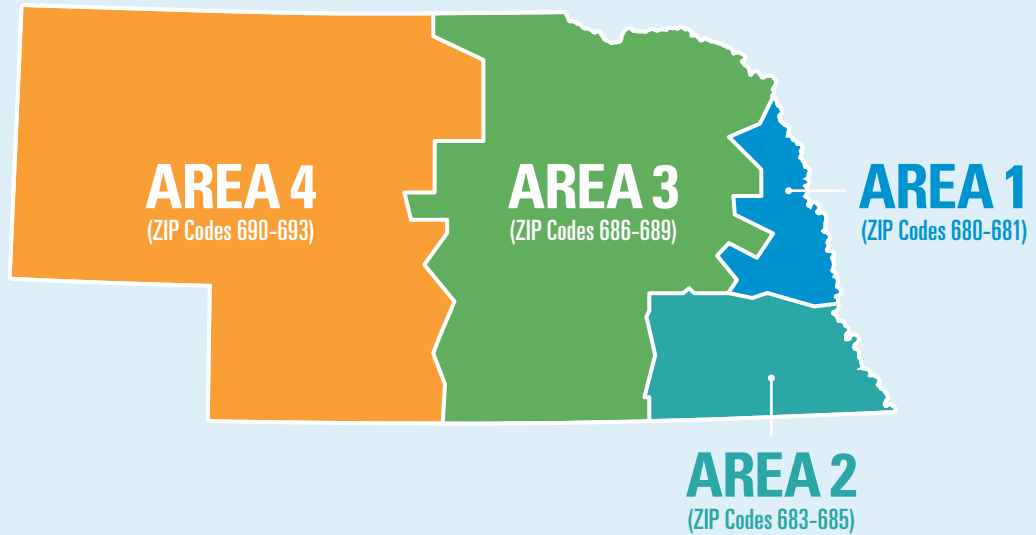 AREA 4
(ZIP Codes 690-693)
AREA 3
(ZIP Codes 686-689)
AREA 1
(ZIP Codes 680-681)
AREA 2
(ZIP Codes 683-685)